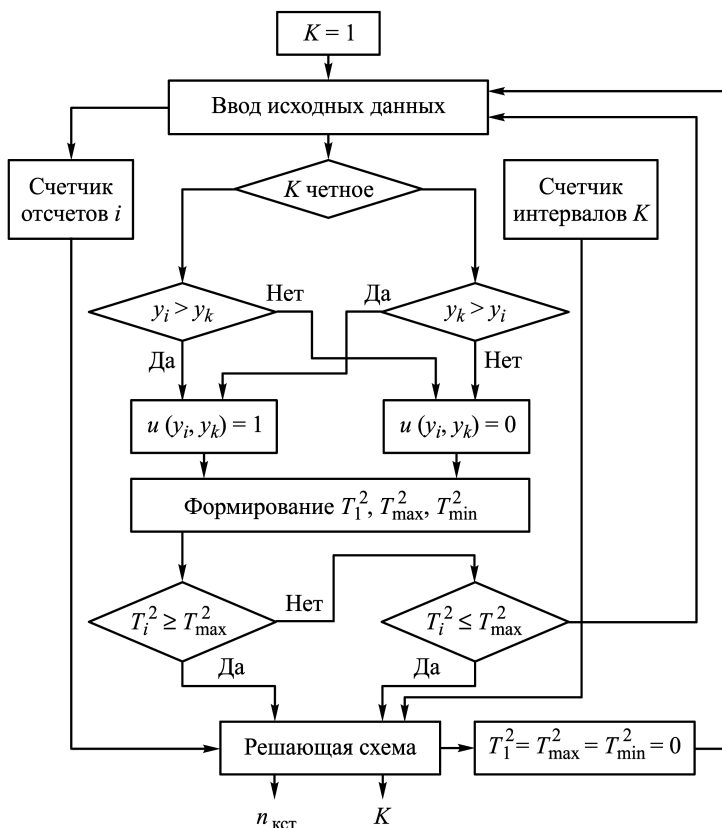 K = 1
Ввод исходных данных
Счетчик
отсчетов i
K четное
Счетчик
интервалов K
y_i > y_k
Нет
Да
y_k > y_i
Да
Нет
u (y_i, y_k) = 1
u (y_i, y_k) = 0
Формирование T_1^2, T_max^2, T_min^2
T_i^2 ≥ T_max^2
Нет
T_i^2 ≤ T_max^2
Да
Да
Решающая схема
T_1^2 = T_max^2 = T_min^2 = 0
n_кст
K